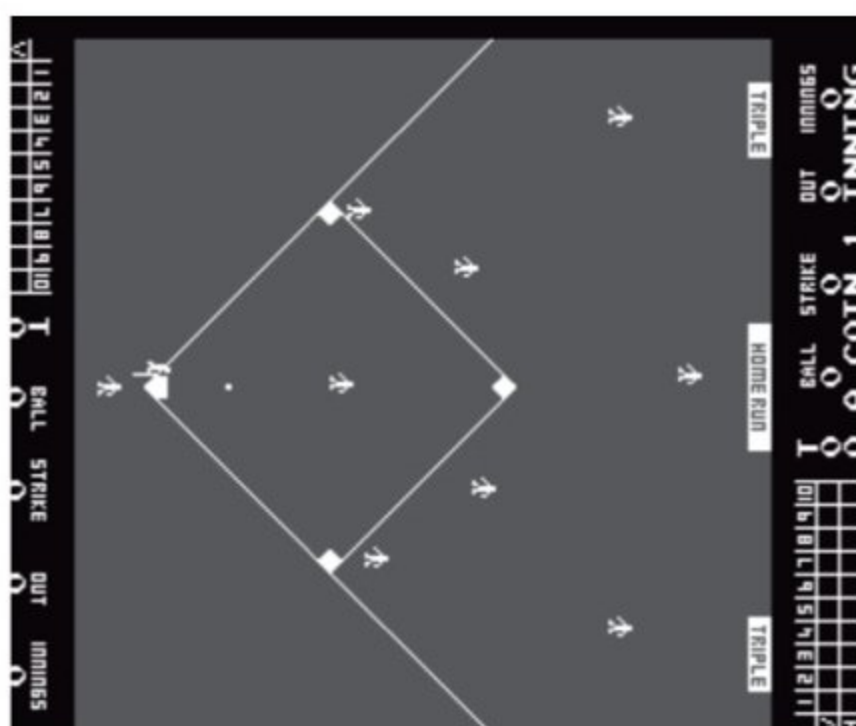 1 2 3 4 5 6 7 8 9 10 T BALL STRIKE OUT INNINGS
0 0 0 0 0
TRIPLE HOME RUN TRIPLE
1 2 3 4 5 6 7 8 9 10 T BALL STRIKE OUT INNINGS
0 0 0 0 0
0 COIN 1 INNING